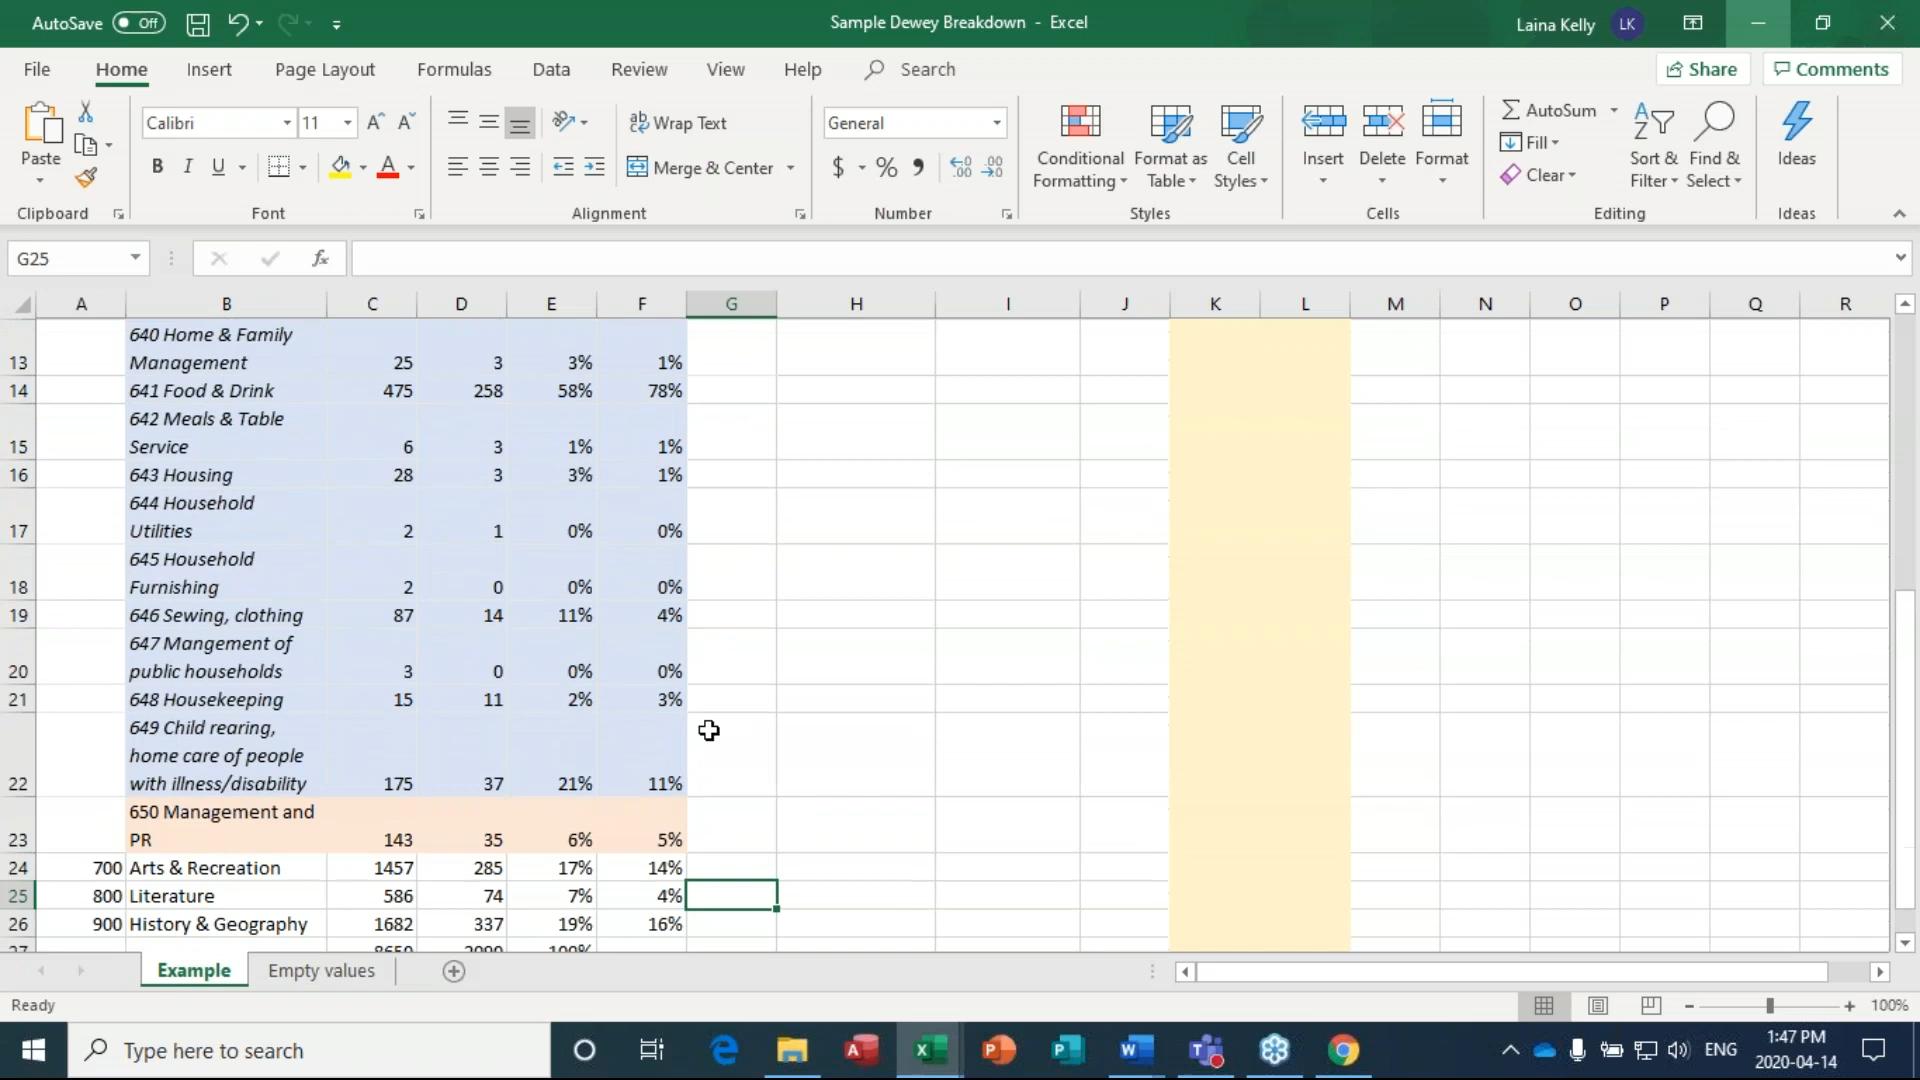 AutoSave Off
Sample Dewey Breakdown - Excel
Laina Kelly LK
File Home Insert Page Layout Formulas Data Review View Help Search
Share Comments
Paste
Clipboard
Calibri 11
A A
B I U A
Font
ab Wrap Text
Merge & Center
Alignment
General
$ % 9
Number
Conditional Formatting
Format as Table
Cell Styles
Styles
Insert Delete Format
Cells
AutoSum
Fill
Clear
Sort & Filter
Find & Select
Editing
Ideas
Ideas
G25 fx
A B C D E F G H I J K L M N O P Q R
640 Home & Family
13 Management 25 3 3% 1%
14 641 Food & Drink 475 258 58% 78%
642 Meals & Table
15 Service 6 3 1% 1%
16 643 Housing 28 3 3% 1%
644 Household
17 Utilities 2 1 0% 0%
645 Household
18 Furnishing 2 0 0% 0%
19 646 Sewing, clothing 87 14 11% 4%
647 Mangement of
20 public households 3 0 0% 0%
21 648 Housekeeping 15 11 2% 3%
649 Child rearing,
home care of people
22 with illness/disability 175 37 21% 11%
650 Management and
23 PR 143 35 6% 5%
24 700 Arts & Recreation 1457 285 17% 14%
25 800 Literature 586 74 7% 4%
26 900 History & Geography 1682 337 19% 16%
27 100%
Example Empty values
Ready
100%
Type here to search
ENG
1:47 PM
2020-04-14